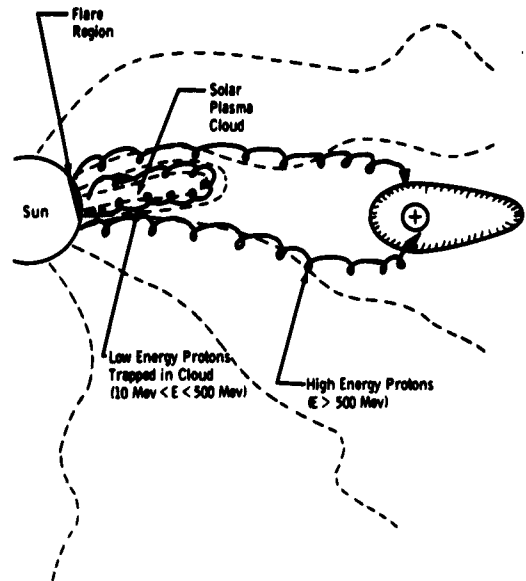 Flare
Region
Solar
Plasma
Cloud
Sun
+
Low Energy Protons
Trapped in Cloud
(10 Mev < E < 500 Mev)
High Energy Protons
(E > 500 Mev)